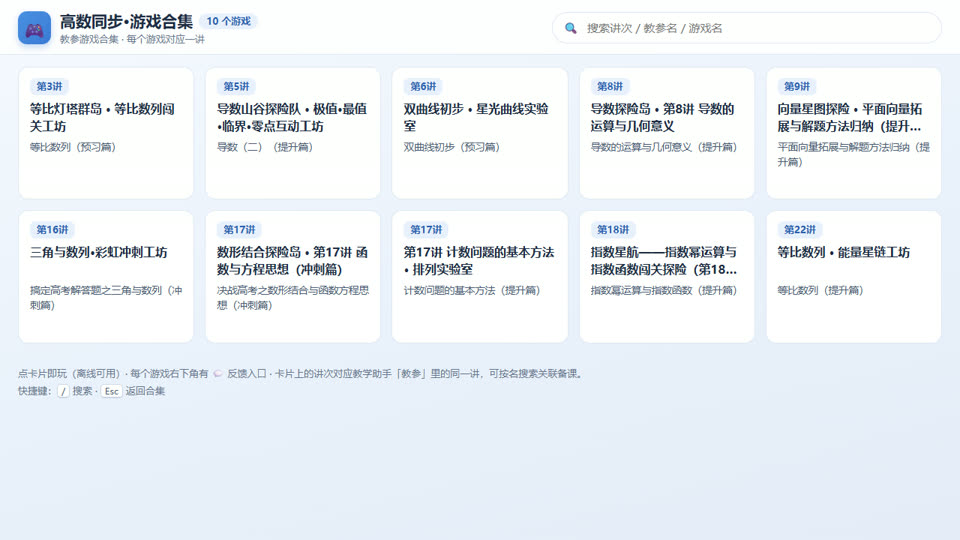 高数同步·游戏合集 10 个游戏
教参游戏合集 · 每个游戏对应一讲
搜索讲次 / 教参名 / 游戏名
第3讲
等比灯塔群岛 · 等比数列闯
关工坊
等比数列（预习篇）
第5讲
导数山谷探险队 · 极值·最值
·临界·零点互动工坊
导数（二）（提升篇）
第6讲
双曲线初步 · 星光曲线实验
室
双曲线初步（预习篇）
第8讲
导数探险岛 · 第8讲 导数的
运算与几何意义
导数的运算与几何意义（提升篇）
第9讲
向量星图探险 · 平面向量拓
展与解题方法归纳（提升...
平面向量拓展与解题方法归纳（提
升篇）
第16讲
三角与数列·彩虹冲刺工坊
搞定高考解答题之三角与数列（冲
刺篇）
第17讲
数形结合探险岛 · 第17讲 函
数与方程思想（冲刺篇）
决战高考之数形结合与函数方程思
想（冲刺篇）
第17讲
第17讲 计数问题的基本方法
· 排列实验室
计数问题的基本方法（提升篇）
第18讲
指数星航——指数幂运算与
指数函数闯关探险（第18...
指数幂运算与指数函数（提升篇）
第22讲
等比数列 · 能量星链工坊
等比数列（提升篇）
点卡片即玩（离线可用）· 每个游戏右下角有 反馈入口 · 卡片上的讲次对应教学助手「教参」里的同一讲，可按名搜索关联备课。
快捷键： / 搜索 · Esc 返回合集